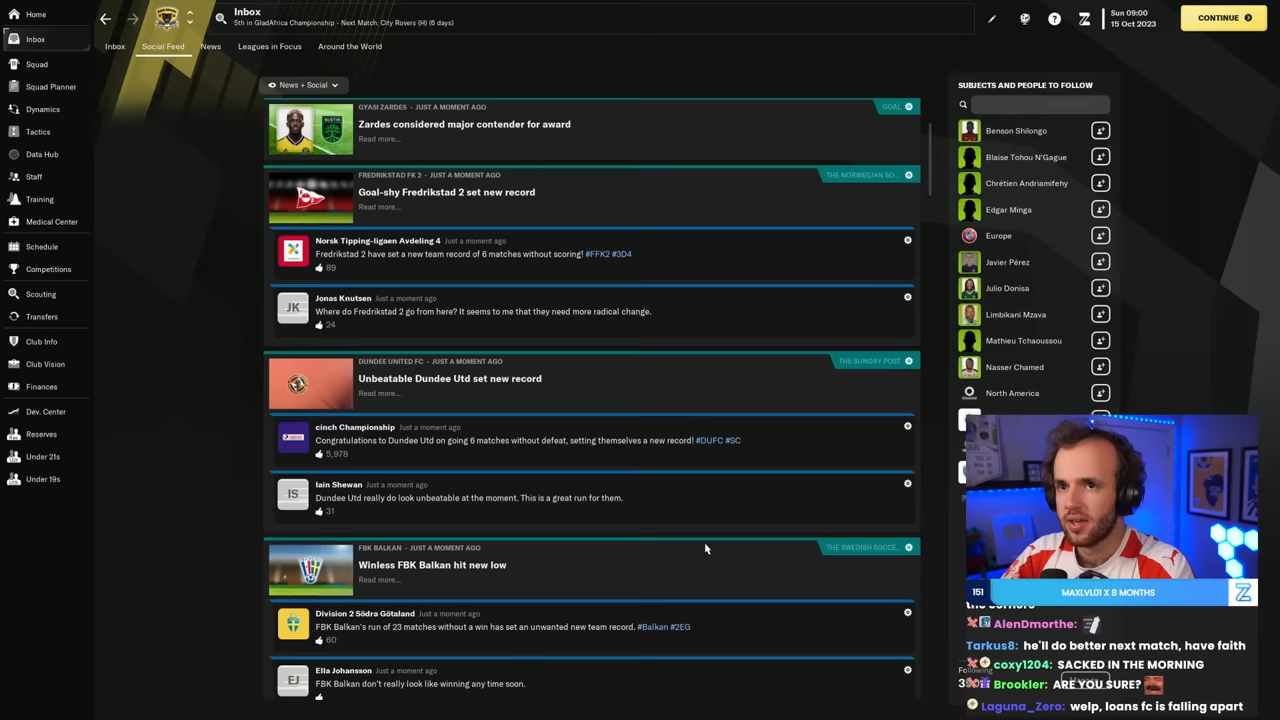 Home
Inbox
Squad
Squad Planner
Dynamics
Tactics
Data Hub
Staff
Training
Medical Center
Schedule
Competitions
Scouting
Transfers
Club Info
Club Vision
Finances
Dev. Center
Reserves
Under 21s
Under 19s
Inbox
5th in GladAfrica Championship - Next Match: City Rovers (H) (6 days)
Sun 09:00
15 Oct 2023
CONTINUE
Inbox
Social Feed
News
Leagues in Focus
Around the World
News + Social
GYASI ZARDES - JUST A MOMENT AGO
GOAL
Zardes considered major contender for award
Read more...
FREDRIKSTAD FK 2 - JUST A MOMENT AGO
THE NORWEGIAN SO...
Goal-shy Fredrikstad 2 set new record
Read more...
Norsk Tipping-ligaen Avdeling 4 Just a moment ago
Fredrikstad 2 have set a new team record of 6 matches without scoring! #FFK2 #3D4
89
JK
Jonas Knutsen Just a moment ago
Where do Fredrikstad 2 go from here? It seems to me that they need more radical change.
24
DUNDEE UNITED FC - JUST A MOMENT AGO
THE SUNDAY POST
Unbeatable Dundee Utd set new record
Read more...
cinch Championship Just a moment ago
Congratulations to Dundee Utd on going 6 matches without defeat, setting themselves a new record! #DUFC #SC
5,978
IS
Iain Shewan Just a moment ago
Dundee Utd really do look unbeatable at the moment. This is a great run for them.
31
FBK BALKAN - JUST A MOMENT AGO
THE SWEDISH SOCCE...
Winless FBK Balkan hit new low
Read more...
Division 2 Södra Götaland Just a moment ago
FBK Balkan's run of 23 matches without a win has set an unwanted new team record. #Balkan #2EG
60
EJ
Ella Johansson Just a moment ago
FBK Balkan don't really look like winning any time soon.
SUBJECTS AND PEOPLE TO FOLLOW
Benson Shilongo
Blaise Tohou N'Gague
Chrétien Andriamifehy
Edgar Minga
Europe
Javier Pérez
Julio Donisa
Limbikani Mzava
Mathieu Tchaoussou
Nasser Chamed
North America
151
MAXLVL01 X 8 MONTHS
the corners
AlenDmorthe:
Tarkus8: he'll do better next match, have faith
coxy1204: SACKED IN THE MORNING
Brookler: ARE YOU SURE?
Laguna_Zero: welp, loans fc is falling apart